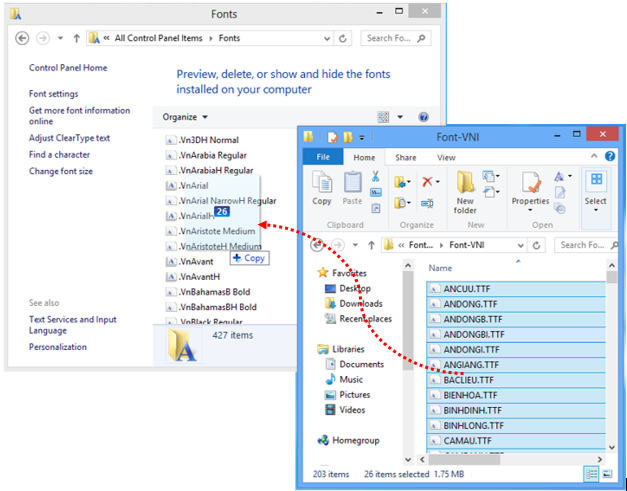 Fonts
« All Control Panel Items › Fonts
Search Fo...
Control Panel Home
Font settings
Get more font information
online
Adjust ClearType text
Find a character
Change font size
See also
Text Services and Input
Language
Personalization
Preview, delete, or show and hide the fonts
installed on your computer
Organize
.Vn3DH Normal
.VnArabia Regular
.VnArabiaH Regular
.VnArial
.VnArial NarrowH Regular
.VnArialH
26
.VnAristote Medium
.VnAristoteH Medium
Copy
.VnAvant
.VnAvantH
.VnBahamasB Bold
.VnBahamasBH Bold
.VnBlack Regular
427 items
Font-VNI
File Home Share View
Copy
Paste
New
folder
Properties
Select
Clipboard Organize New Open
« Font... › Font-VNI
Search Fo...
Favorites
Desktop
Downloads
Recent places
Libraries
Documents
Music
Pictures
Videos
Homegroup
Name
ANCUU.TTF
ANDONG.TTF
ANDONGB.TTF
ANDONGBI.TTF
ANDONGI.TTF
ANGIANG.TTF
BACLIEU.TTF
BIENHOA.TTF
BINHDINH.TTF
BINHLONG.TTF
CAMAU.TTF
203 items 26 items selected 1.75 MB